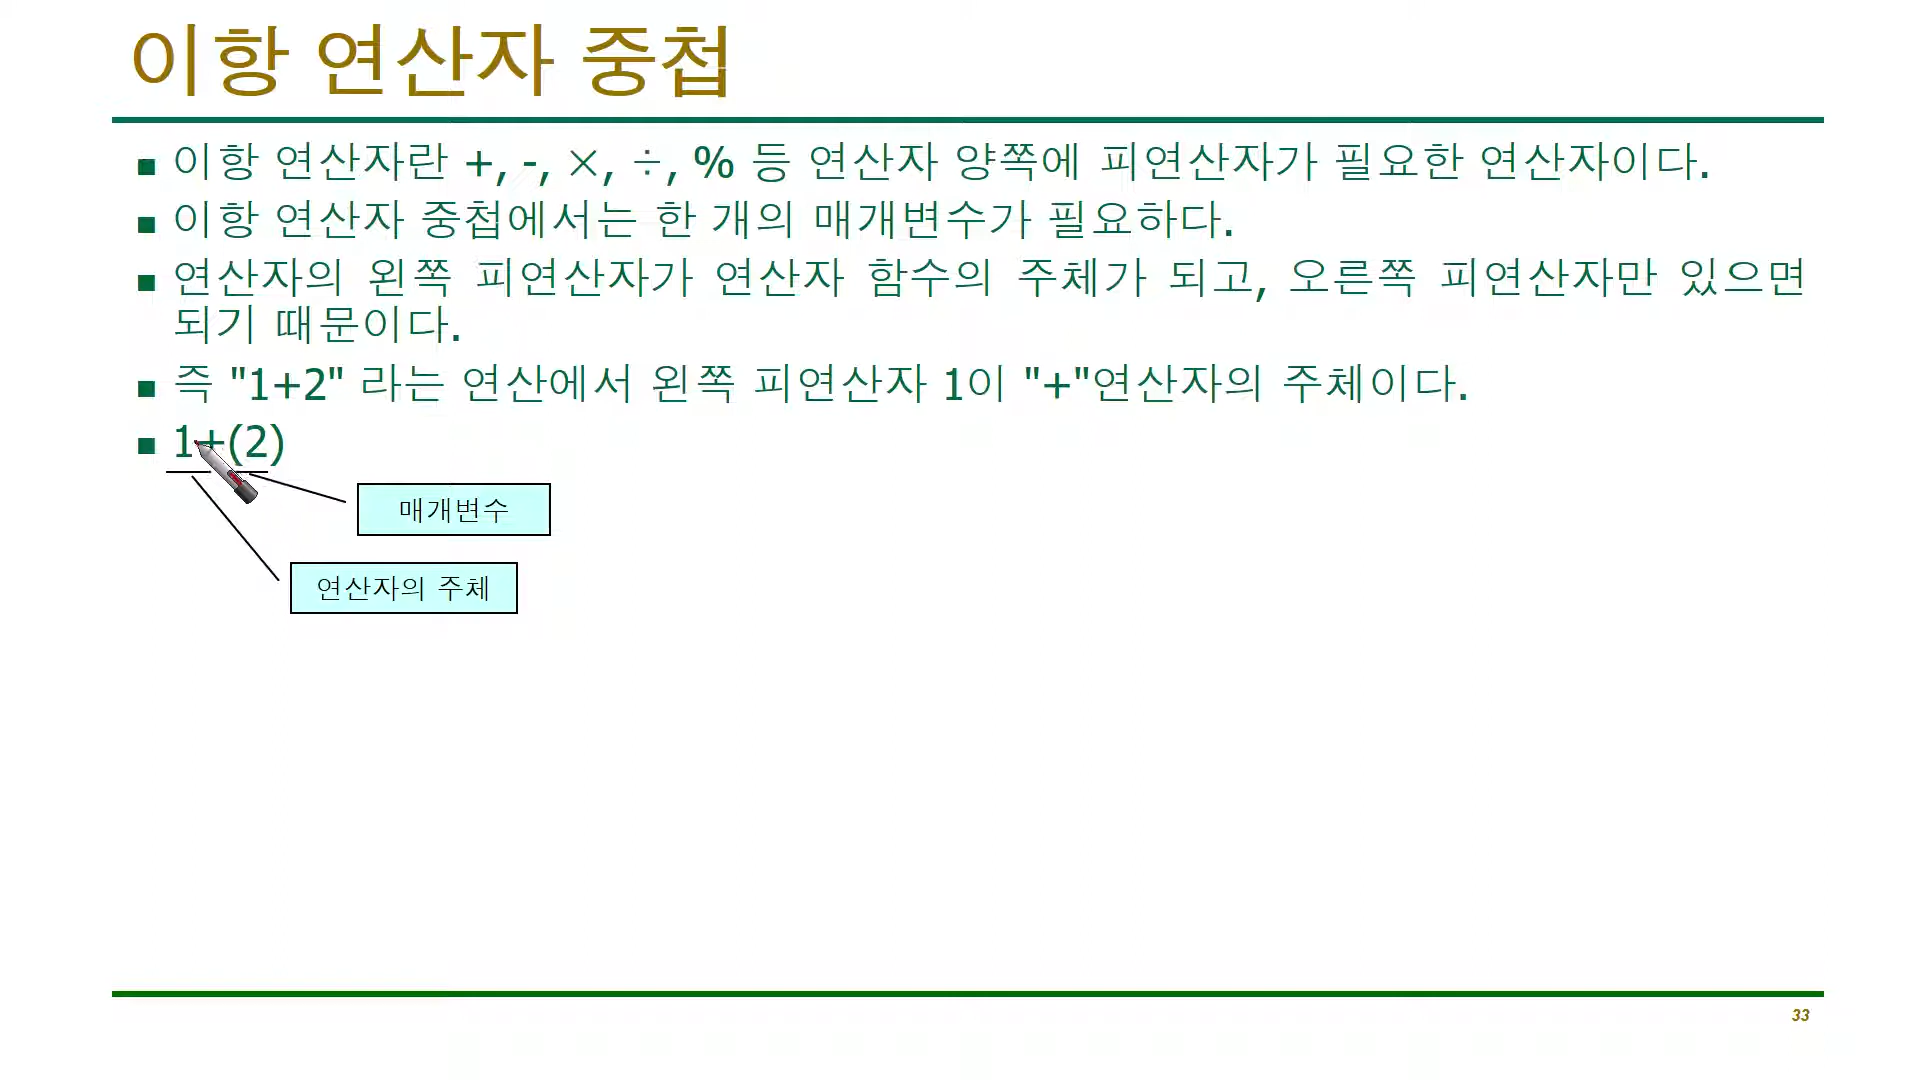 이항 연산자 중첩
이항 연산자란 +, -, ×, ÷, % 등 연산자 양쪽에 피연산자가 필요한 연산자이다.
이항 연산자 중첩에서는 한 개의 매개변수가 필요하다.
연산자의 왼쪽 피연산자가 연산자 함수의 주체가 되고, 오른쪽 피연산자만 있으면
되기 때문이다.
즉 "1+2" 라는 연산에서 왼쪽 피연산자 1이 "+"연산자의 주체이다.
1+(2)
매개변수
연산자의 주체
33